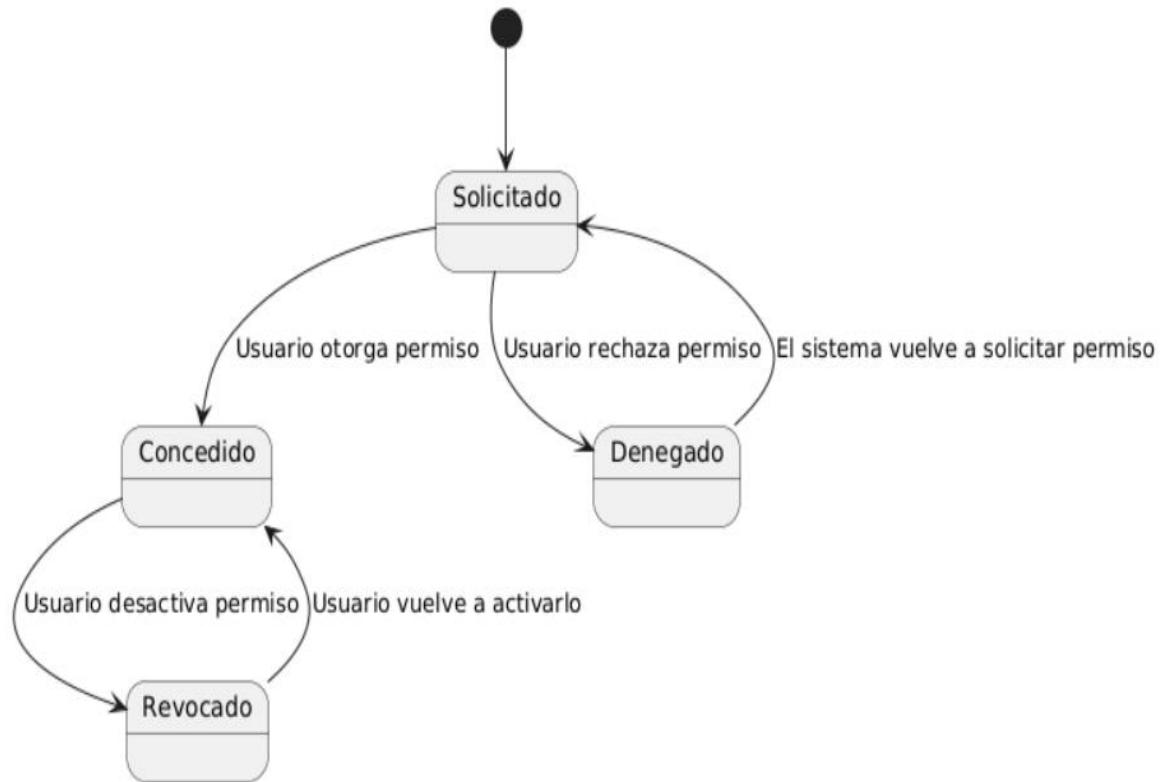 Solicitado
Usuario otorga permiso
Usuario rechaza permiso
El sistema vuelve a solicitar permiso
Concedido
Denegado
Usuario desactiva permiso
Usuario vuelve a activarlo
Revocado